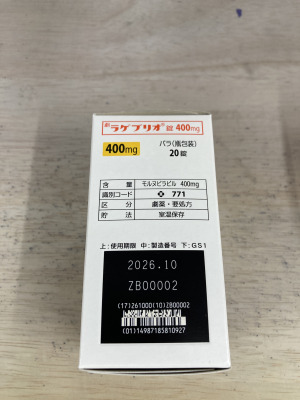 ラゲブリオ® 錠 400mg
400mg
バラ(瓶包装)
20錠
含量 モルヌピラビル 400mg
識別コード 771
区分 劇薬・要処方
貯法 室温保存
上:使用期限 中:製造番号 下:GS1
2026.10
ZB00002
(17)261000(10)ZB00002
(01)14987185810927